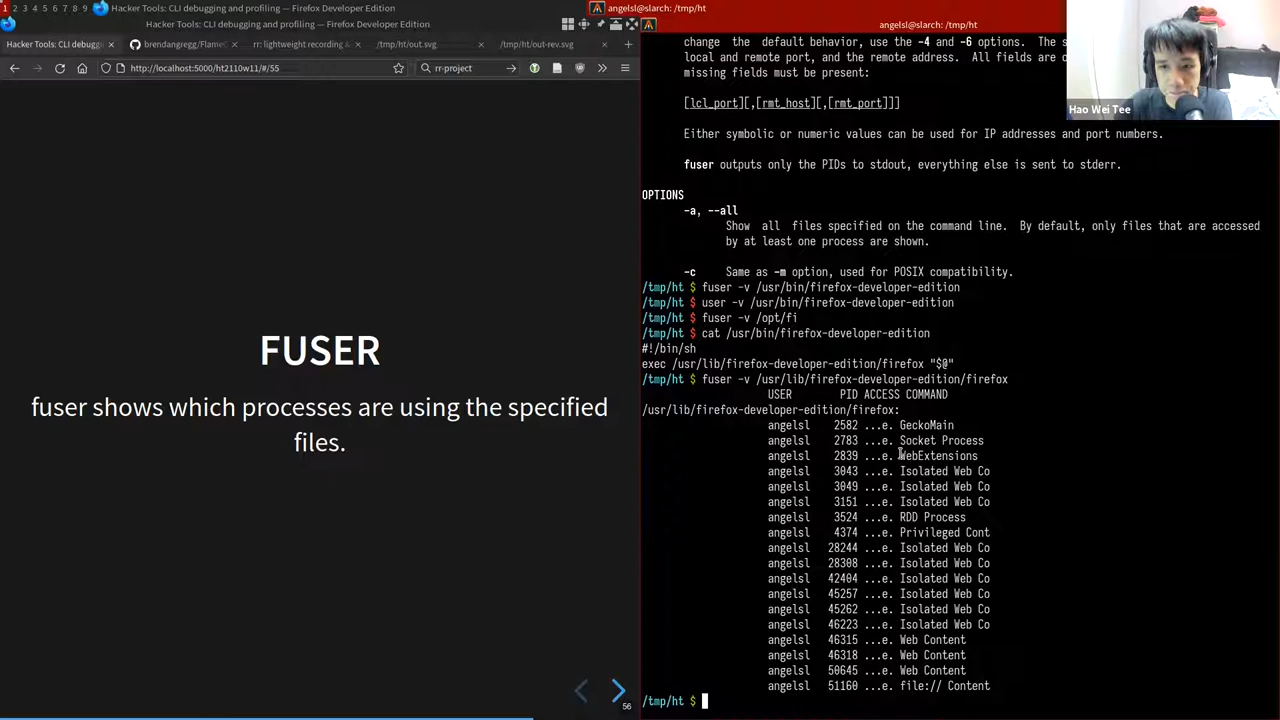 1 2 3 4 5 6 7 8 9 Hacker Tools: CLI debugging and profiling — Firefox Developer Edition
angelsl@slarch: /tmp/ht
Hacker Tools: CLI debugging and profiling — Firefox Developer Edition
angelsl@slarch: /tmp/ht
Hacker Tools: CLI debugg
brendangregg/Flame
rr: lightweight recording &
/tmp/ht/out.svg
/tmp/ht/out-rev.svg
http://localhost:5000/ht2110w11/#/55
rr-project
FUSER
fuser shows which processes are using the specified
files.
56
change the default behavior, use the -4 and -6 options. The s
local and remote port, and the remote address. All fields are o
missing fields must be present:
[lcl_port][,[rmt_host][,[rmt_port]]]
Either symbolic or numeric values can be used for IP addresses and port numbers.
fuser outputs only the PIDs to stdout, everything else is sent to stderr.
OPTIONS
-a, --all
Show all files specified on the command line. By default, only files that are accessed
by at least one process are shown.
-c Same as -m option, used for POSIX compatibility.
/tmp/ht $ fuser -v /usr/bin/firefox-developer-edition
/tmp/ht $ user -v /usr/bin/firefox-developer-edition
/tmp/ht $ fuser -v /opt/fi
/tmp/ht $ cat /usr/bin/firefox-developer-edition
#!/bin/sh
exec /usr/lib/firefox-developer-edition/firefox "$@"
/tmp/ht $ fuser -v /usr/lib/firefox-developer-edition/firefox
USER PID ACCESS COMMAND
/usr/lib/firefox-developer-edition/firefox:
angelsl 2582 ...e. GeckoMain
angelsl 2783 ...e. Socket Process
angelsl 2839 ...e. WebExtensions
angelsl 3043 ...e. Isolated Web Co
angelsl 3049 ...e. Isolated Web Co
angelsl 3151 ...e. Isolated Web Co
angelsl 3524 ...e. RDD Process
angelsl 4374 ...e. Privileged Cont
angelsl 28244 ...e. Isolated Web Co
angelsl 28308 ...e. Isolated Web Co
angelsl 42404 ...e. Isolated Web Co
angelsl 45257 ...e. Isolated Web Co
angelsl 45262 ...e. Isolated Web Co
angelsl 46223 ...e. Isolated Web Co
angelsl 46315 ...e. Web Content
angelsl 46318 ...e. Web Content
angelsl 50645 ...e. Web Content
angelsl 51160 ...e. file:// Content
/tmp/ht $
Hao Wei Tee